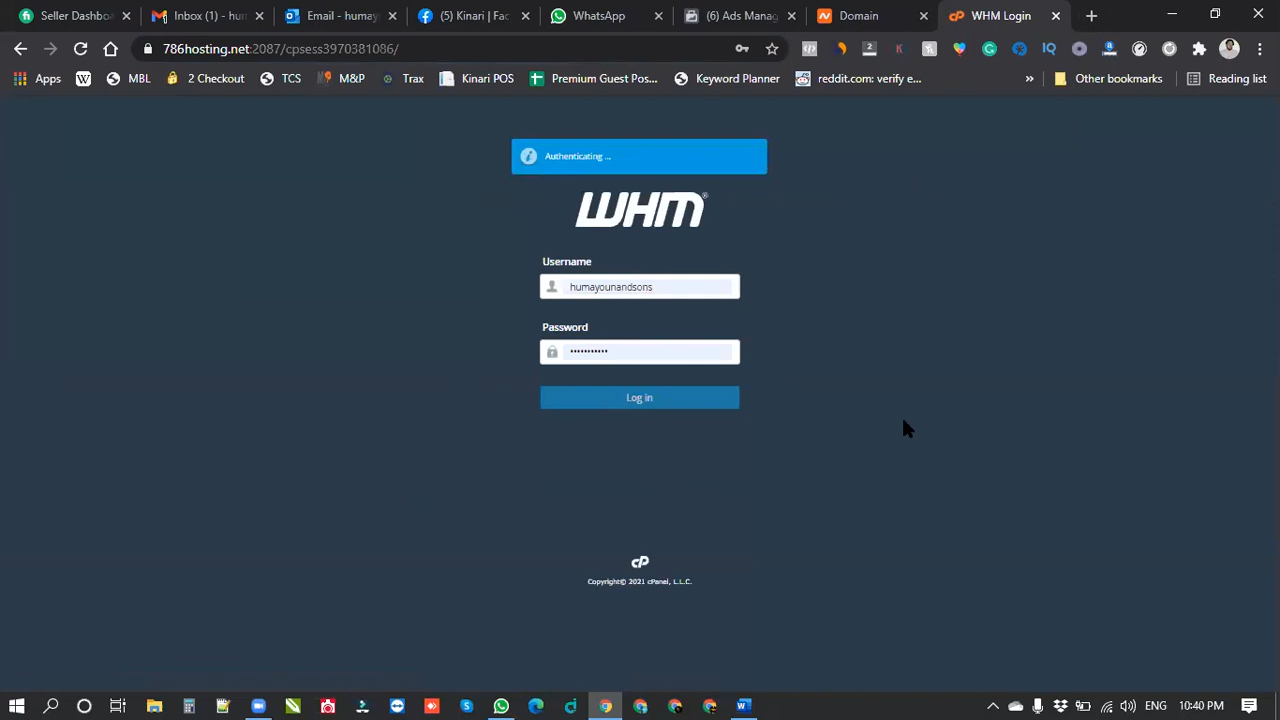 Seller Dashboa
Inbox (1) - hum
Email - humay
(5) Kinari | Fac
WhatsApp
(6) Ads Manag
Domain
WHM Login
786hosting.net:2087/cpsess3970381086/
Apps
MBL
2 Checkout
TCS
M&P
Trax
Kinari POS
Premium Guest Pos...
Keyword Planner
reddit.com: verify e...
»
Other bookmarks
Reading list
Authenticating ...
WHM®
Username
humayounandsons
Password
•••••••••••
Log in
cP
Copyright© 2021 cPanel, L.L.C.
ENG
10:40 PM